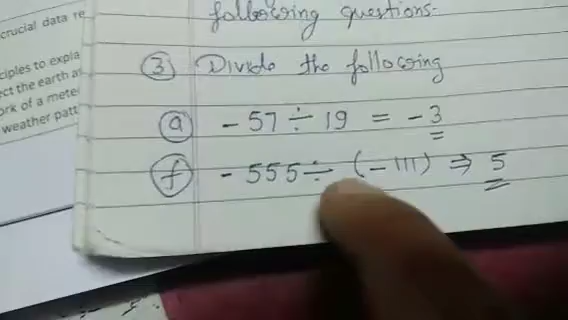 crucial data re
ciples to expla
ct the earth a
ork of a mete
weather patt
following questions.
③ Divide the following
ⓐ - 57 ÷ 19 = - 3
ⓕ - 555 ÷ (-111) ⇒ 5